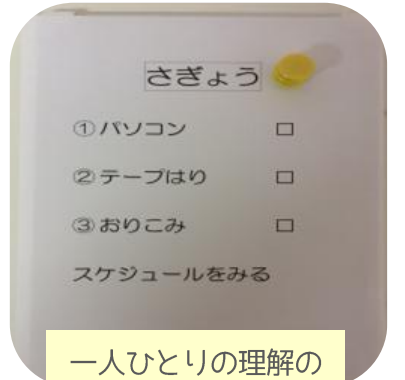 さぎょう
①パソコン □
②テープはり □
③おりこみ □
スケジュールをみる
一人ひとりの理解の